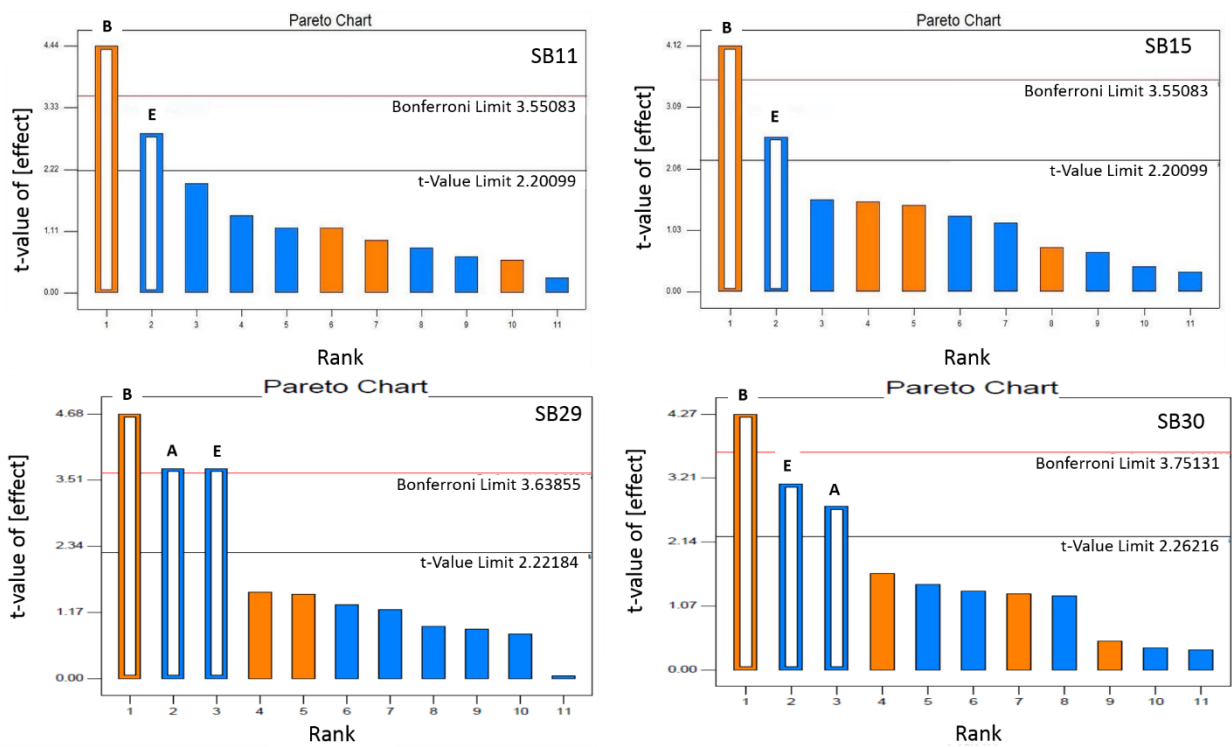 Pareto Chart
SB11
B
E
4.44
3.33
2.22
1.11
0.00
Bonferroni Limit 3.55083
t-Value Limit 2.20099
t-value of [effect]
1 2 3 4 5 6 7 8 9 10 11
Rank
Pareto Chart
SB15
B
E
4.12
3.09
2.06
1.03
0.00
Bonferroni Limit 3.55083
t-Value Limit 2.20099
t-value of [effect]
1 2 3 4 5 6 7 8 9 10 11
Rank
Pareto Chart
SB29
B
A
E
4.68
3.51
2.34
1.17
0.00
Bonferroni Limit 3.63855
t-Value Limit 2.22184
t-value of [effect]
1 2 3 4 5 6 7 8 9 10 11
Rank
Pareto Chart
SB30
B
E
A
4.27
3.21
2.14
1.07
0.00
Bonferroni Limit 3.75131
t-Value Limit 2.26216
t-value of [effect]
1 2 3 4 5 6 7 8 9 10 11
Rank